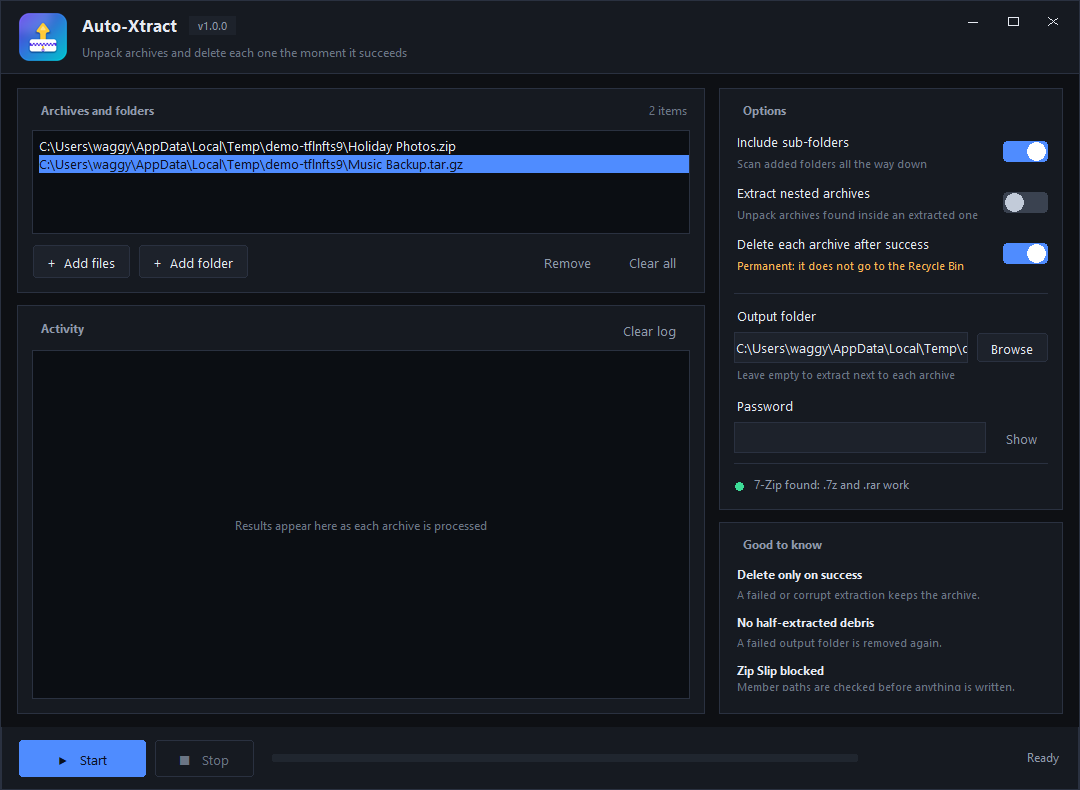 Auto-Xtract v1.0.0
Unpack archives and delete each one the moment it succeeds
Archives and folders 2 items
C:\Users\waggy\AppData\Local\Temp\demo-tflnfts9\Holiday Photos.zip
C:\Users\waggy\AppData\Local\Temp\demo-tflnfts9\Music Backup.tar.gz
+ Add files + Add folder Remove Clear all
Activity Clear log
Results appear here as each archive is processed
Options
Include sub-folders
Scan added folders all the way down
Extract nested archives
Unpack archives found inside an extracted one
Delete each archive after success
Permanent: it does not go to the Recycle Bin
Output folder
C:\Users\waggy\AppData\Local\Temp\ Browse
Leave empty to extract next to each archive
Password
Show
7-Zip found: .7z and .rar work
Good to know
Delete only on success
A failed or corrupt extraction keeps the archive.
No half-extracted debris
A failed output folder is removed again.
Zip Slip blocked
Member paths are checked before anything is written.
Start Stop Ready